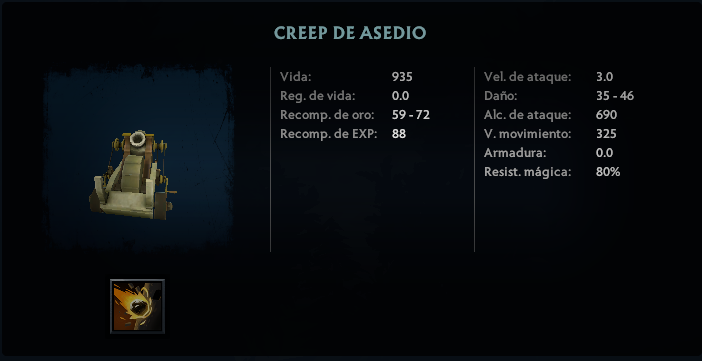 CREEP DE ASEDIO
Vida: 935
Reg. de vida: 0.0
Recomp. de oro: 59 - 72
Recomp. de EXP: 88
Vel. de ataque: 3.0
Daño: 35 - 46
Alc. de ataque: 690
V. movimiento: 325
Armadura: 0.0
Resist. mágica: 80%